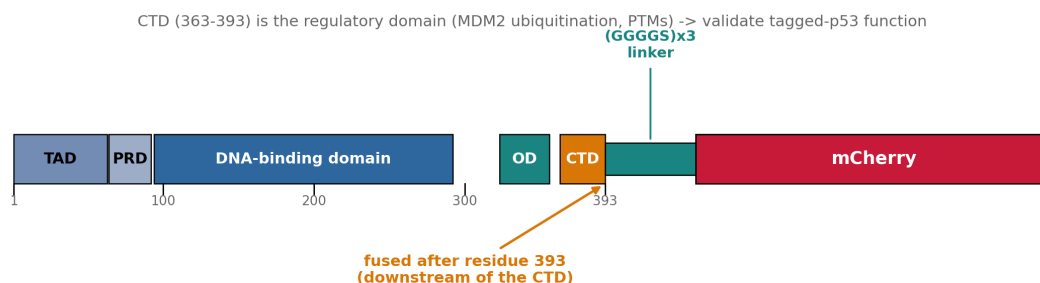 CTD (363-393) is the regulatory domain (MDM2 ubiquitination, PTMs) -> validate tagged-p53 function
(GGGGS)x3
linker
TAD
PRD
DNA-binding domain
OD
CTD
mCherry
1
100
200
300
393
fused after residue 393
(downstream of the CTD)